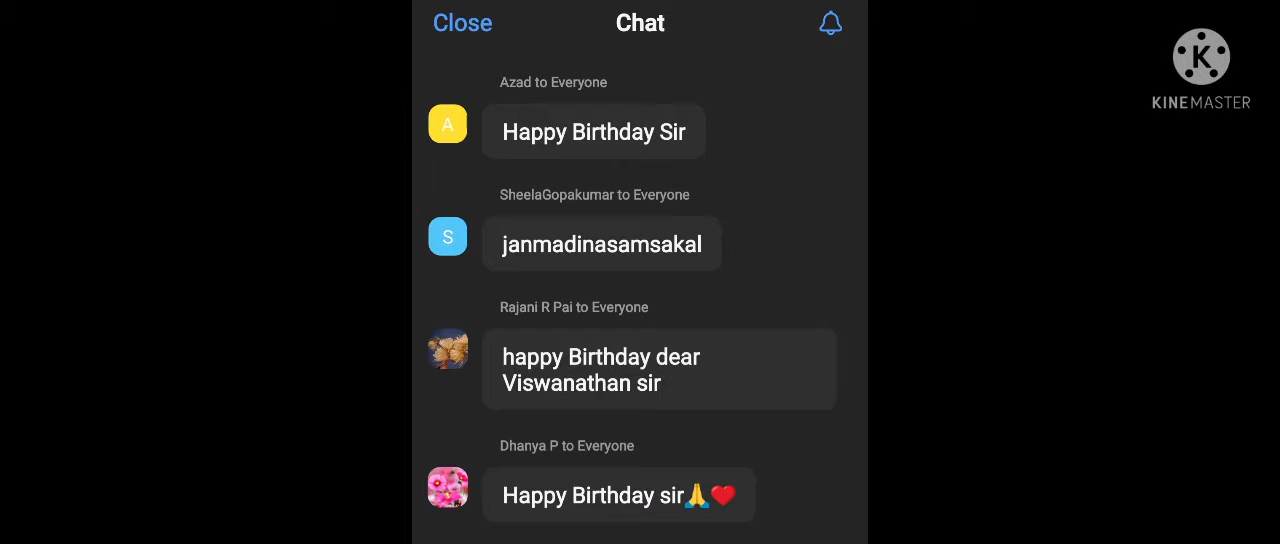 Close Chat
K
KINEMASTER
Azad to Everyone
A
Happy Birthday Sir
SheelaGopakumar to Everyone
S
janmadinasamsakal
Rajani R Pai to Everyone
happy Birthday dear
Viswanathan sir
Dhanya P to Everyone
Happy Birthday sir🙏❤️